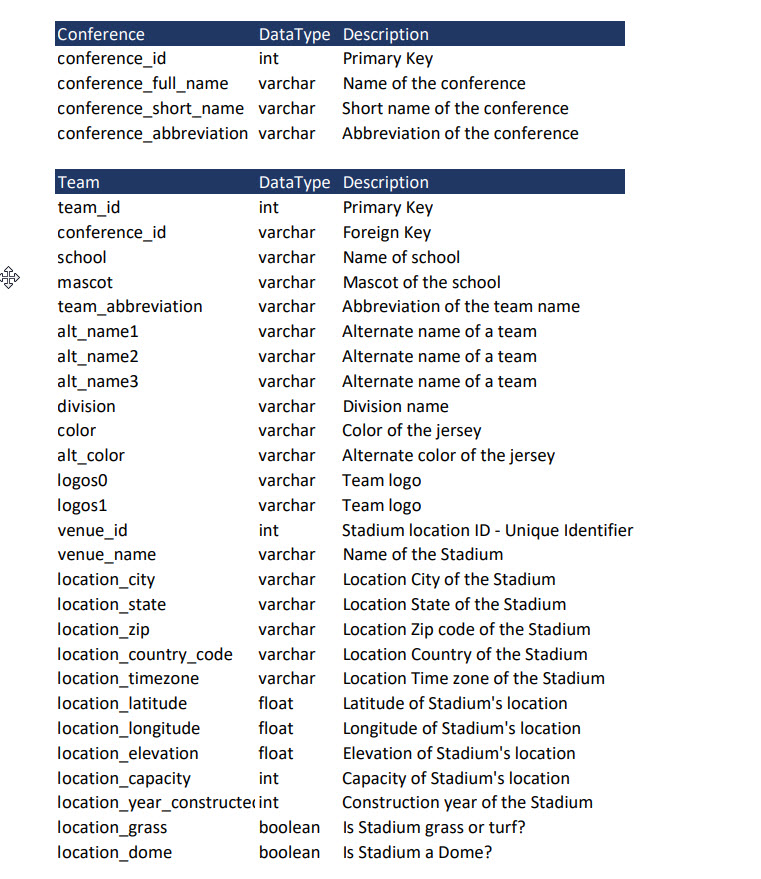 Conference DataType Description
conference_id int Primary Key
conference_full_name varchar Name of the conference
conference_short_name varchar Short name of the conference
conference_abbreviation varchar Abbreviation of the conference
Team DataType Description
team_id int Primary Key
conference_id varchar Foreign Key
school varchar Name of school
mascot varchar Mascot of the school
team_abbreviation varchar Abbreviation of the team name
alt_name1 varchar Alternate name of a team
alt_name2 varchar Alternate name of a team
alt_name3 varchar Alternate name of a team
division varchar Division name
color varchar Color of the jersey
alt_color varchar Alternate color of the jersey
logos0 varchar Team logo
logos1 varchar Team logo
venue_id int Stadium location ID - Unique Identifier
venue_name varchar Name of the Stadium
location_city varchar Location City of the Stadium
location_state varchar Location State of the Stadium
location_zip varchar Location Zip code of the Stadium
location_country_code varchar Location Country of the Stadium
location_timezone varchar Location Time zone of the Stadium
location_latitude float Latitude of Stadium's location
location_longitude float Longitude of Stadium's location
location_elevation float Elevation of Stadium's location
location_capacity int Capacity of Stadium's location
location_year_constructe int Construction year of the Stadium
location_grass boolean Is Stadium grass or turf?
location_dome boolean Is Stadium a Dome?